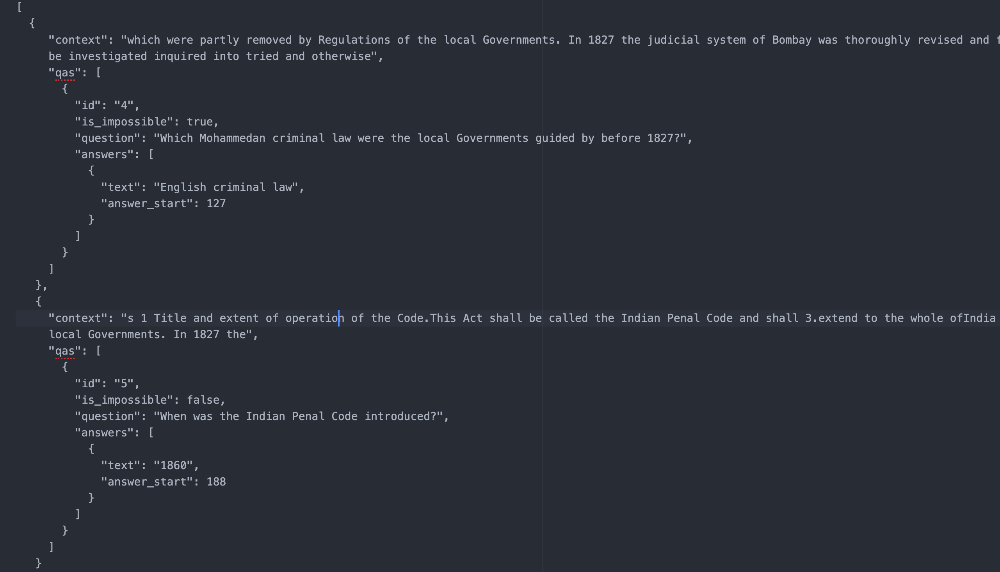 [
{
"context": "which were partly removed by Regulations of the local Governments. In 1827 the judicial system of Bombay was thoroughly revised and
be investigated inquired into tried and otherwise",
"qas": [
{
"id": "4",
"is_impossible": true,
"question": "Which Mohammedan criminal law were the local Governments guided by before 1827?",
"answers": [
{
"text": "English criminal law",
"answer_start": 127
}
]
}
]
},
{
"context": "s 1 Title and extent of operation of the Code.This Act shall be called the Indian Penal Code and shall 3.extend to the whole ofIndia
local Governments. In 1827 the",
"qas": [
{
"id": "5",
"is_impossible": false,
"question": "When was the Indian Penal Code introduced?",
"answers": [
{
"text": "1860",
"answer_start": 188
}
]
}
]
}